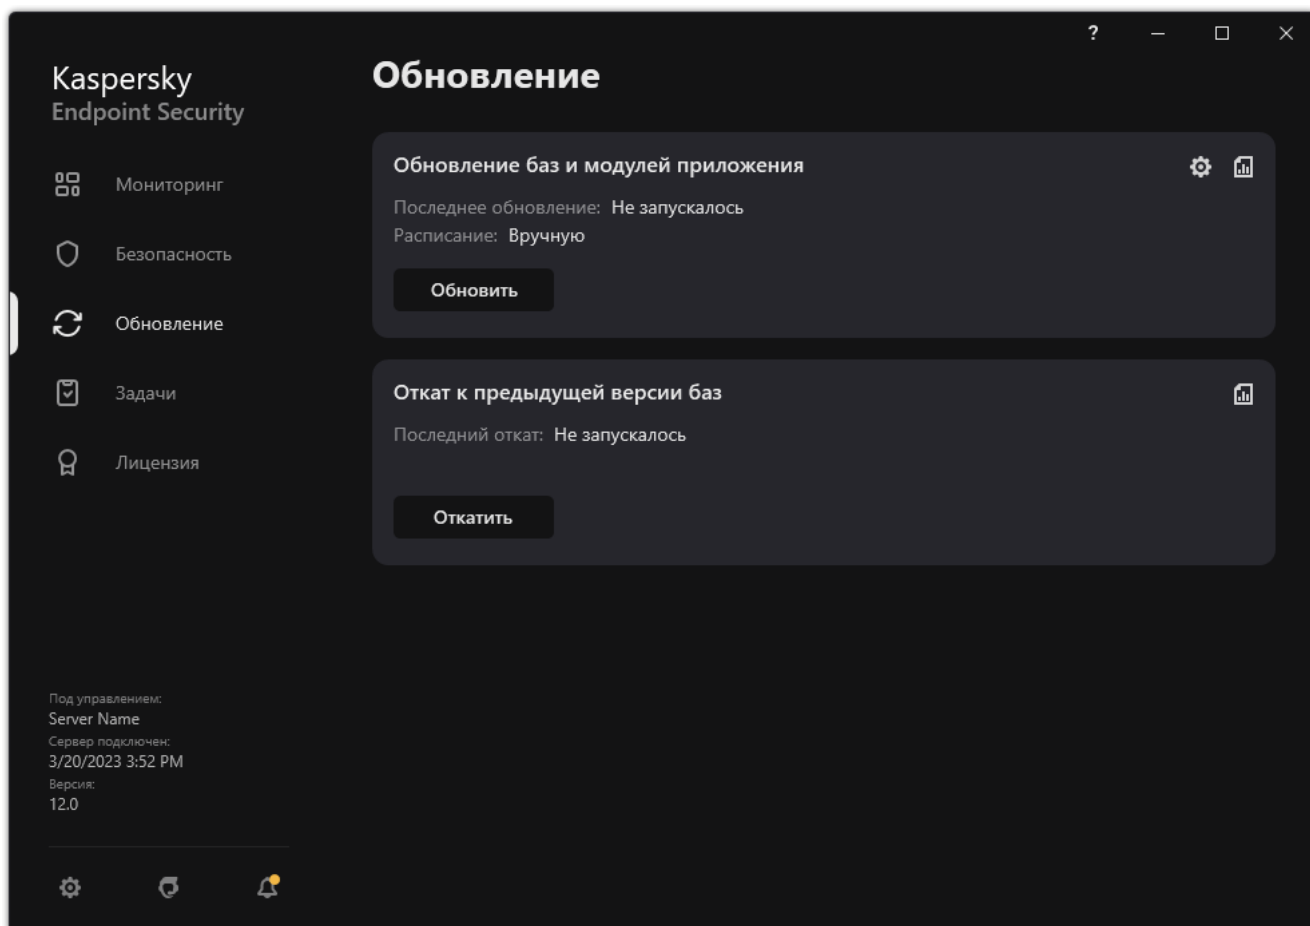 ?
Kaspersky
Endpoint Security
Мониторинг
Безопасность
Обновление
Задачи
Лицензия
Под управлением:
Server Name
Сервер подключен:
3/20/2023 3:52 PM
Версия:
12.0
Обновление
Обновление баз и модулей приложения
Последнее обновление: Не запускалось
Расписание: Вручную
Обновить
Откат к предыдущей версии баз
Последний откат: Не запускалось
Откатить